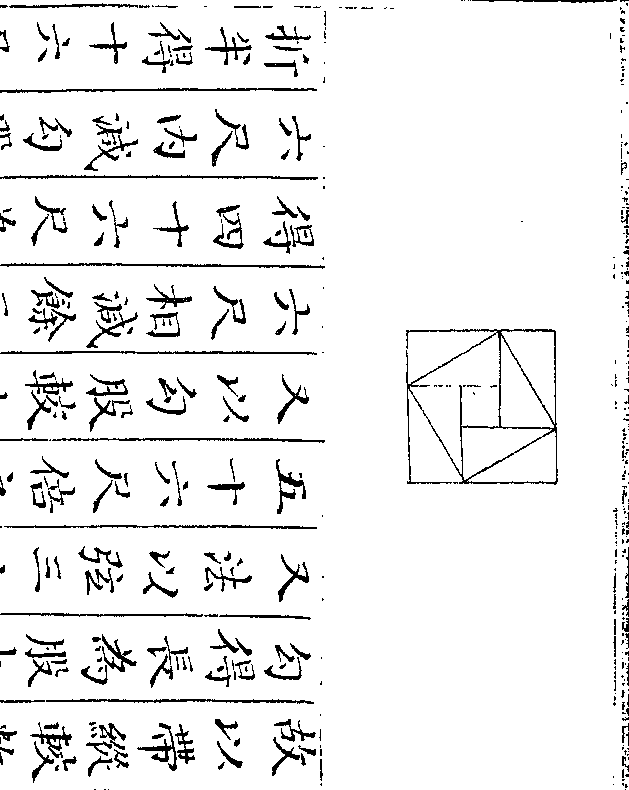 故以帶縱較
勾得長為股
又法以弦三
五十六尺倍
又以勾股較
六尺相減餘
得四十六尺
六尺內減勾
折半得十六